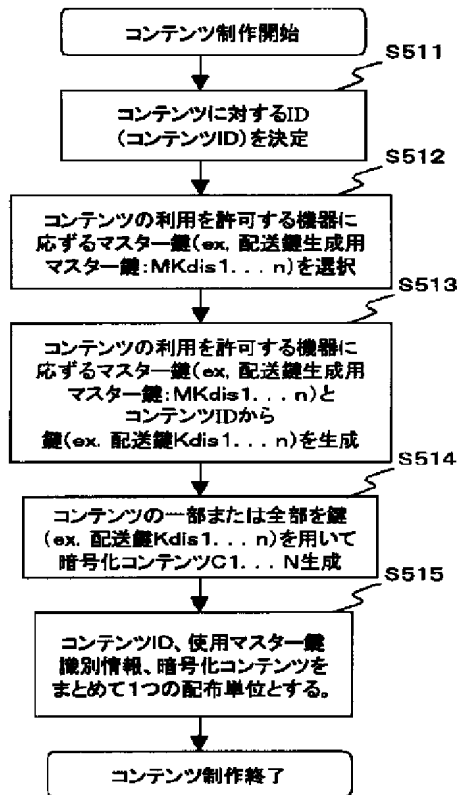 コンテンツ制作開始
S511
コンテンツに対するID
(コンテンツID)を決定
S512
コンテンツの利用を許可する機器に
応ずるマスター鍵(ex, 配送鍵生成用
マスター鍵:MKdis1...n)を選択
S513
コンテンツの利用を許可する機器に
応ずるマスター鍵(ex, 配送鍵生成用
マスター鍵:MKdis1...n)と
コンテンツIDから
鍵(ex. 配送鍵Kdis1...n)を生成
S514
コンテンツの一部または全部を鍵
(ex. 配送鍵Kdis1...n)を用いて
暗号化コンテンツC1...N生成
S515
コンテンツID、使用マスター鍵
識別情報、暗号化コンテンツを
まとめて1つの配布単位とする。
コンテンツ制作終了